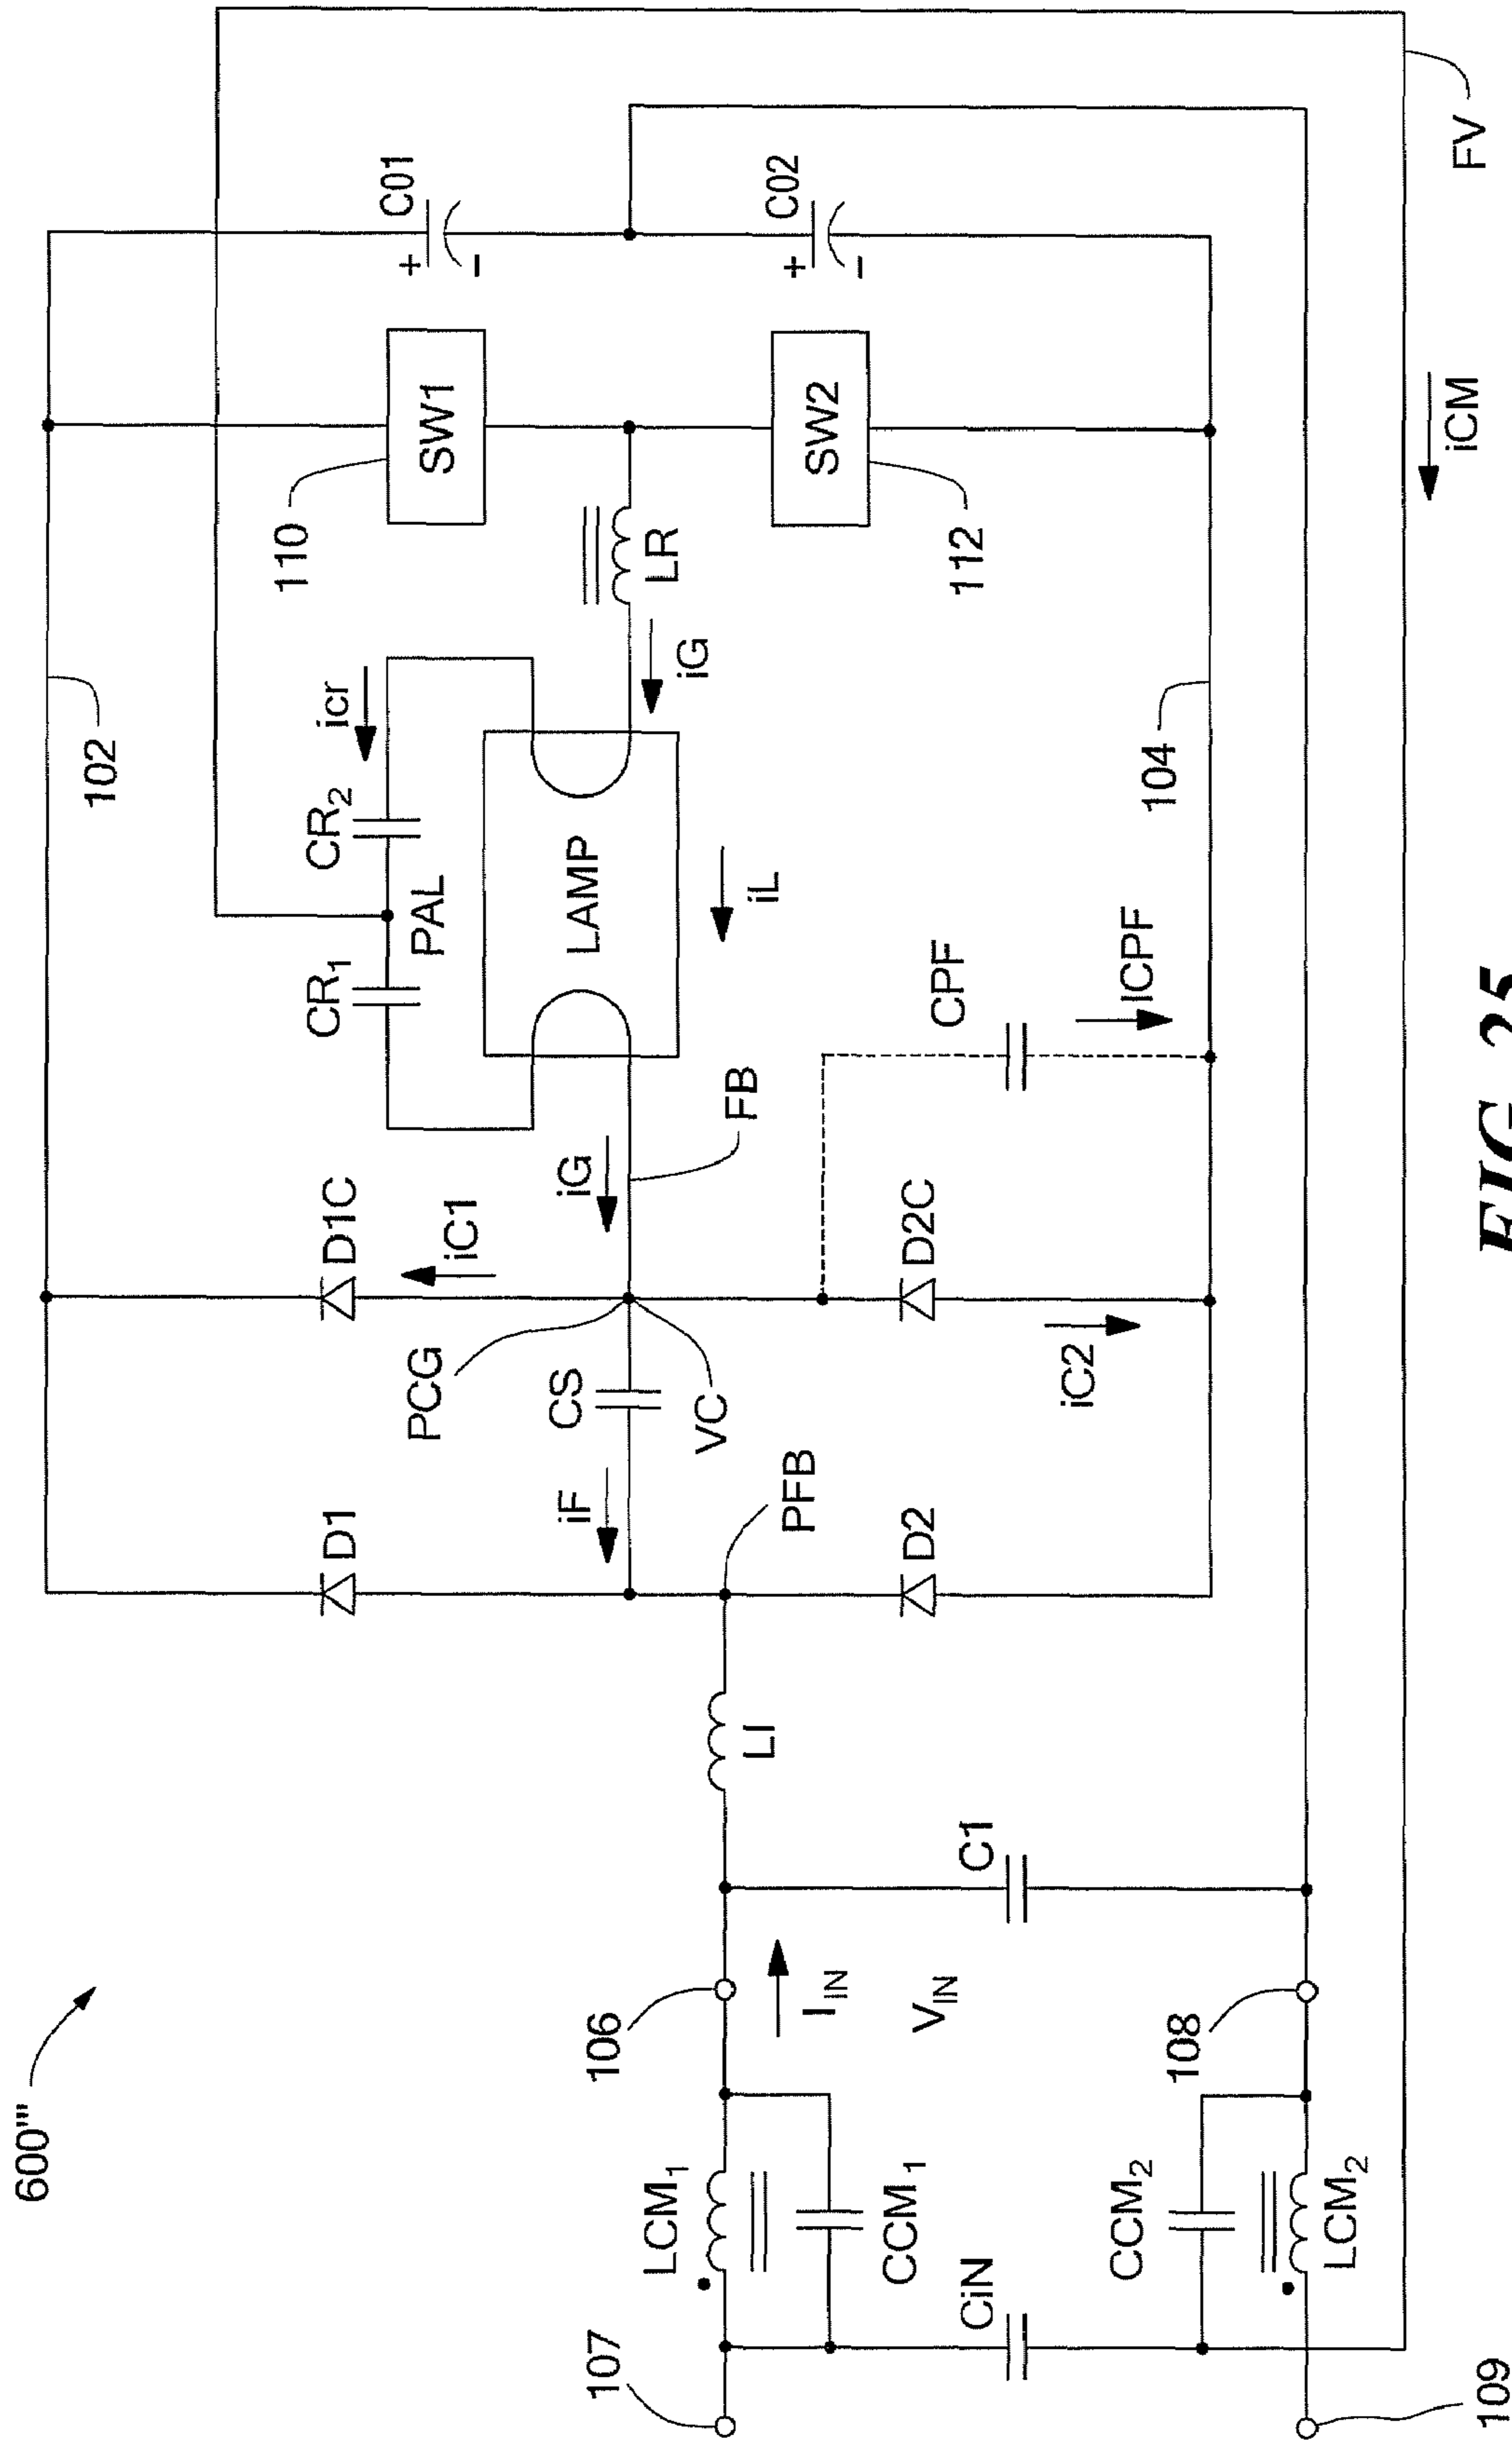 600'''
107
109
LCM1
CCM1
CiN
CCM2
LCM2
106
IIN
VIN
108
C1
LI
D1
iF
PFB
D2
PCG
CS
VC
D1C
iC1
iG
FB
D2C
iC2
CPF
ICPF
CR1
PAL
CR2
icr
LAMP
iL
102
104
iG
LR
110
SW1
112
SW2
C01
+
-
C02
+
-
iCM
FV
FIG. 25